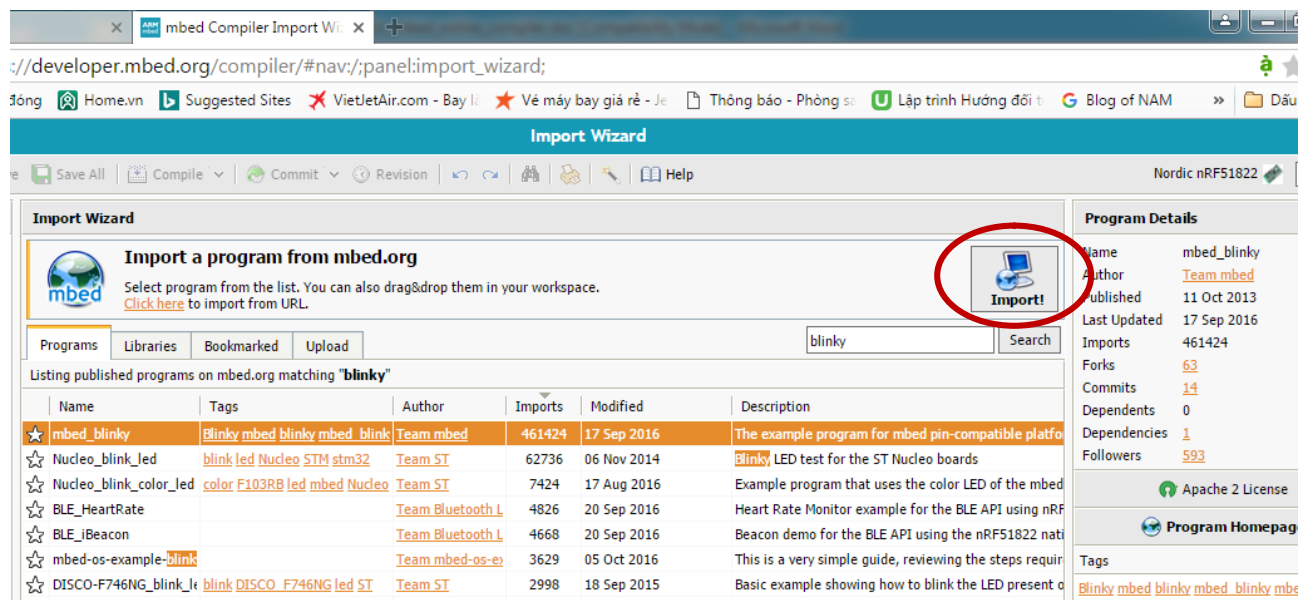 mbed Compiler Import Wi
://developer.mbed.org/compiler/#nav:/;panel:import_wizard;
đóng Home.vn Suggested Sites VietJetAir.com - Bay Vé máy bay giá rẻ - Je Thông báo - Phòng Lập trình Hướng đối t Blog of NAM » Dấu
Import Wizard
Save All Compile Commit Revision Help Nordic nRF51822
Import Wizard
Import a program from mbed.org
Select program from the list. You can also drag&drop them in your workspace.
Click here to import from URL.
mbed
Import!
Programs Libraries Bookmarked Upload blinky Search
Listing published programs on mbed.org matching "blinky"
Name Tags Author Imports Modified Description
mbed_blinky Blinky mbed blinky mbed_blink Team mbed 461424 17 Sep 2016 The example program for mbed pin-compatible platfo
Nucleo_blink_led blink led Nucleo STM stm32 Team ST 62736 06 Nov 2014 Blinky LED test for the ST Nucleo boards
Nucleo_blink_color_led color F103RB led mbed Nucleo Team ST 7424 17 Aug 2016 Example program that uses the color LED of the mbed
BLE_HeartRate Team Bluetooth L 4826 20 Sep 2016 Heart Rate Monitor example for the BLE API using nRF
BLE_iBeacon Team Bluetooth L 4668 20 Sep 2016 Beacon demo for the BLE API using the nRF51822 nati
mbed-os-example-blink Team mbed-os-ex 3629 05 Oct 2016 This is a very simple guide, reviewing the steps requir
DISCO-F746NG_blink_le blink DISCO_F746NG led ST Team ST 2998 18 Sep 2015 Basic example showing how to blink the LED present o
Program Details
Name mbed_blinky
Author Team mbed
Published 11 Oct 2013
Last Updated 17 Sep 2016
Imports 461424
Forks 63
Commits 14
Dependents 0
Dependencies 1
Followers 593
Apache 2 License
Program Homepage
Tags
Blinky mbed blinky mbed_blinky mbe